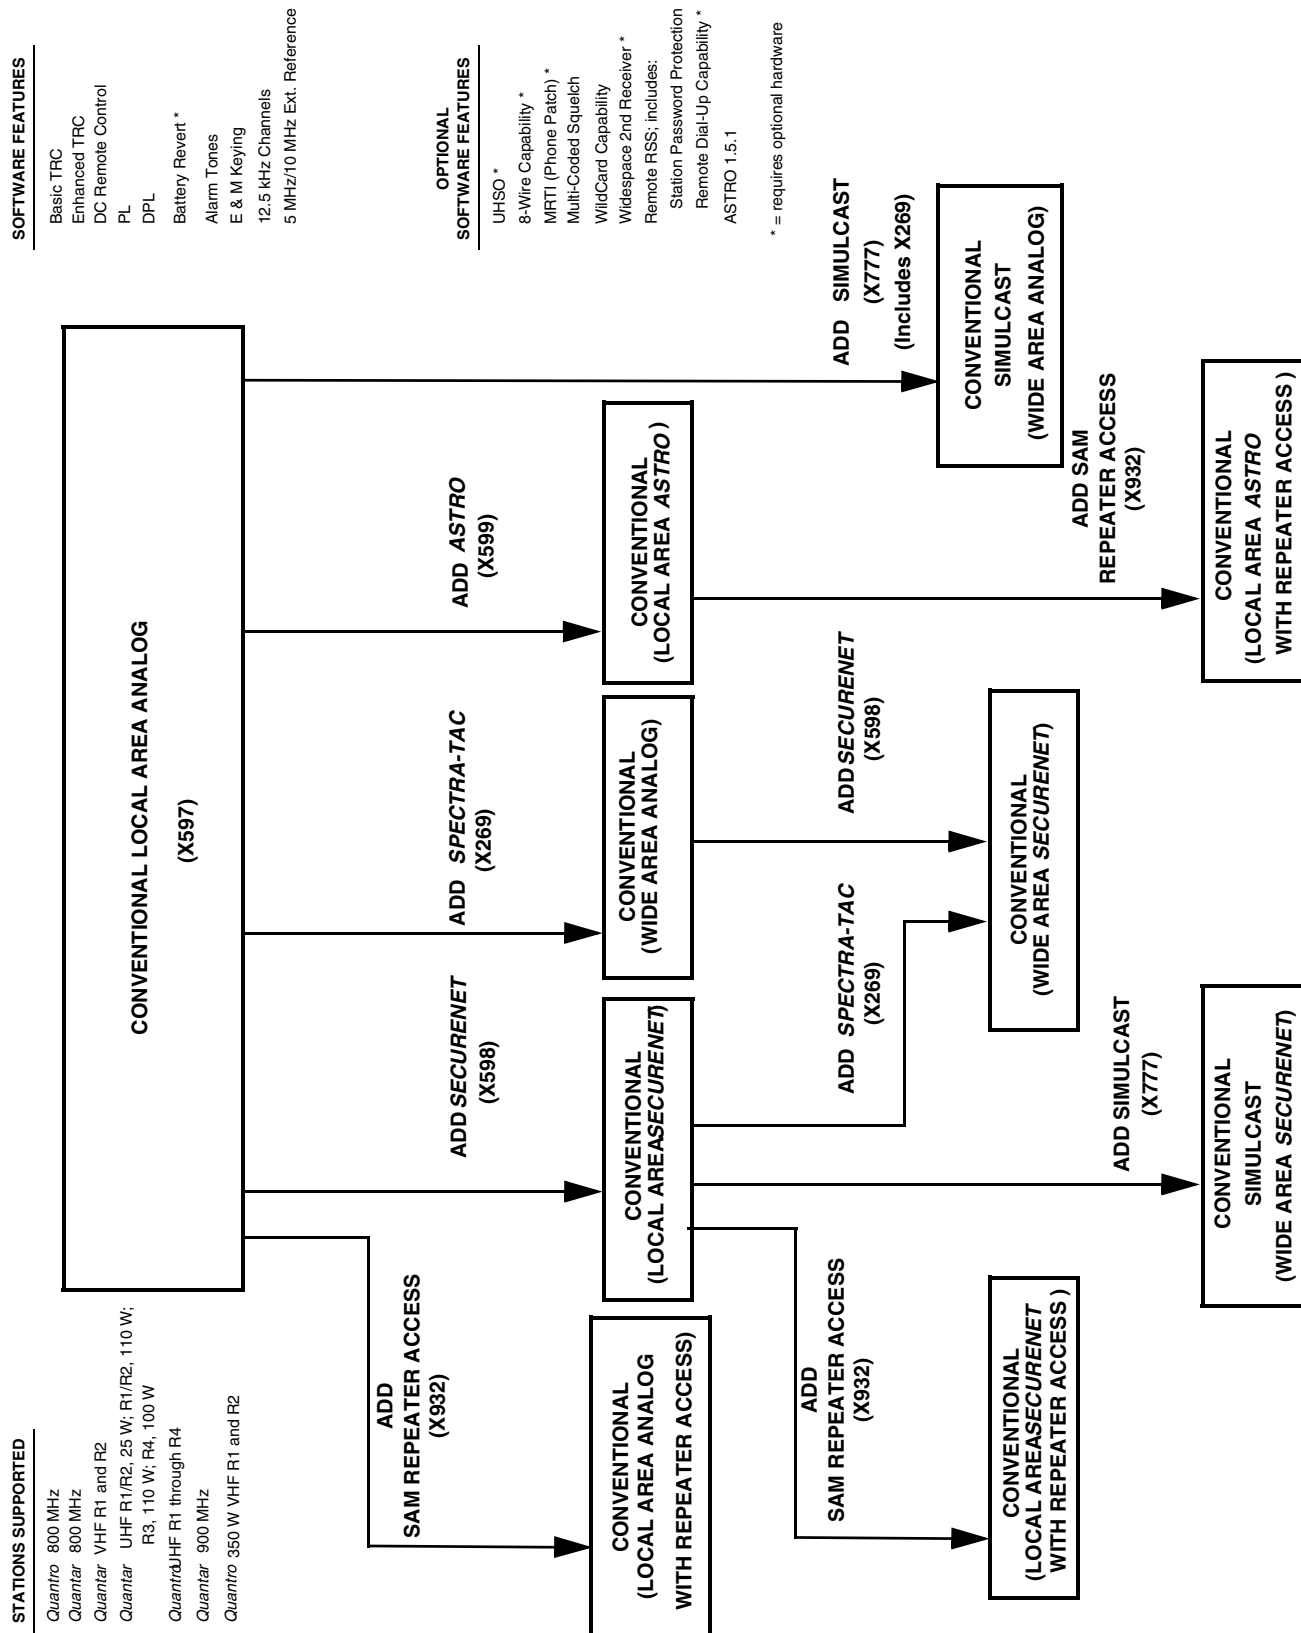 STATIONS SUPPORTED
Quantro 800 MHz
Quantar 800 MHz
Quantar VHF R1 and R2
Quantar UHF R1/R2, 25 W; R1/R2, 110 W;
R3, 110 W; R4, 100 W
Quantro UHF R1 through R4
Quantar 900 MHz
Quantro 350 W VHF R1 and R2
CONVENTIONAL LOCAL AREA ANALOG
(X597)
SOFTWARE FEATURES
Basic TRC
Enhanced TRC
DC Remote Control
PL
DPL
Battery Revert *
Alarm Tones
E & M Keying
12.5 kHz Channels
5 MHz/10 MHz Ext. Reference
OPTIONAL
SOFTWARE FEATURES
UHSO *
8-Wire Capability *
MRTI (Phone Patch) *
Multi-Coded Squelch
WildCard Capability
Widespace 2nd Receiver *
Remote RSS; includes:
Station Password Protection
Remote Dial-Up Capability *
ASTRO 1.5.1
* = requires optional hardware
ADD
SAM REPEATER ACCESS
(X932)
ADD SECURENET
(X598)
ADD SPECTRA-TAC
(X269)
ADD ASTRO
(X599)
ADD SIMULCAST
(X777)
(Includes X269)
CONVENTIONAL
(LOCAL AREA ANALOG
WITH REPEATER ACCESS)
CONVENTIONAL
(LOCAL AREA SECURENET)
CONVENTIONAL
(WIDE AREA ANALOG)
CONVENTIONAL
(LOCAL AREA ASTRO )
CONVENTIONAL
SIMULCAST
(WIDE AREA ANALOG)
ADD
SAM REPEATER ACCESS
(X932)
ADD SPECTRA-TAC
(X269)
ADD SECURENET
(X598)
ADD SAM
REPEATER ACCESS
(X932)
CONVENTIONAL
(LOCAL AREA SECURENET
WITH REPEATER ACCESS )
ADD SIMULCAST
(X777)
CONVENTIONAL
(WIDE AREA SECURENET)
CONVENTIONAL
SIMULCAST
(WIDE AREA SECURENET)
CONVENTIONAL
(LOCAL AREA ASTRO
WITH REPEATER ACCESS )